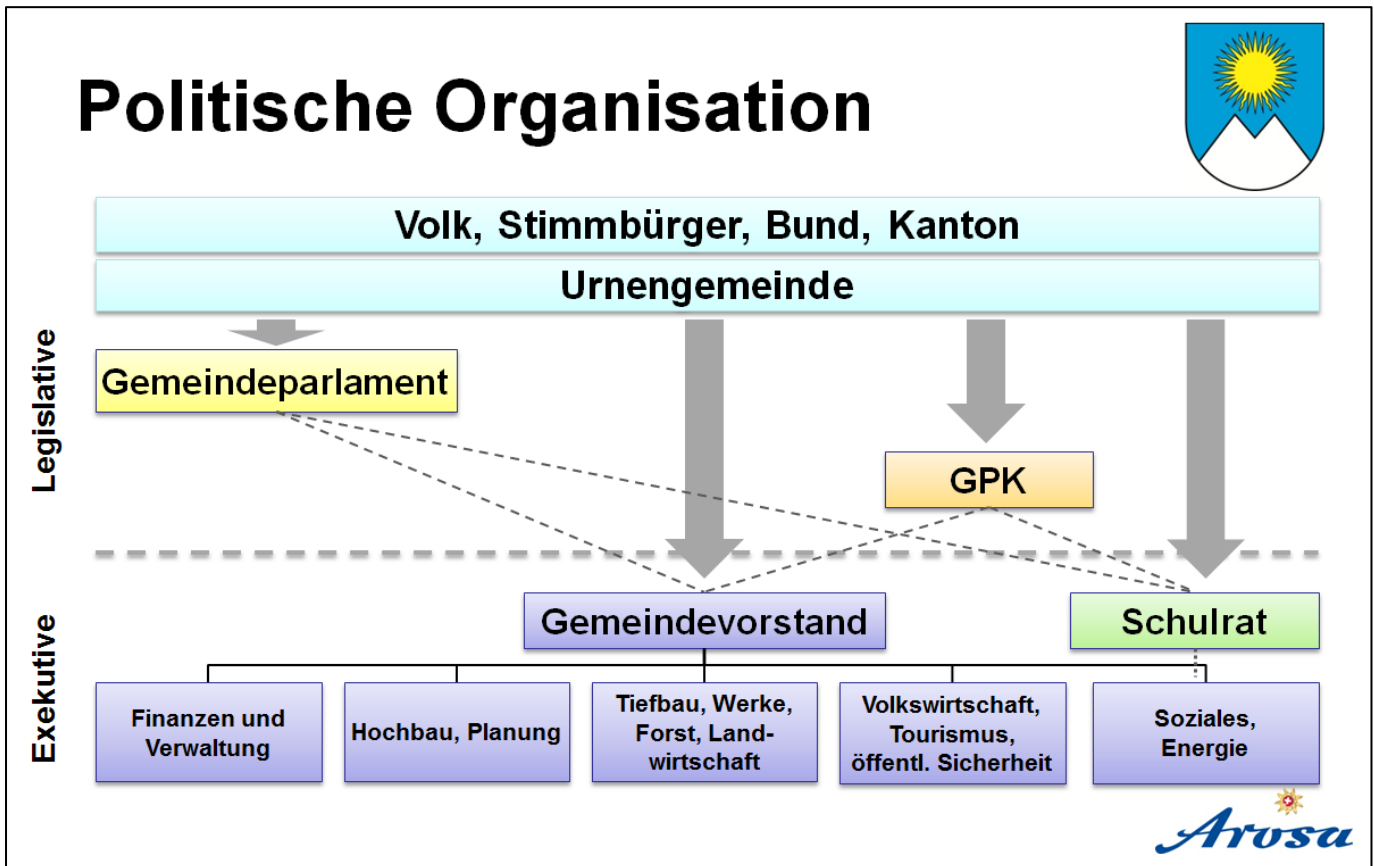 Politische Organisation
Volk, Stimmbürger, Bund, Kanton
Urnengemeinde
Legislative
Gemeindeparlament
GPK
Exekutive
Gemeindevorstand
Schulrat
Finanzen und
Verwaltung
Hochbau, Planung
Tiefbau, Werke,
Forst, Land-
wirtschaft
Volkswirtschaft,
Tourismus,
öffentl. Sicherheit
Soziales,
Energie
Arosa